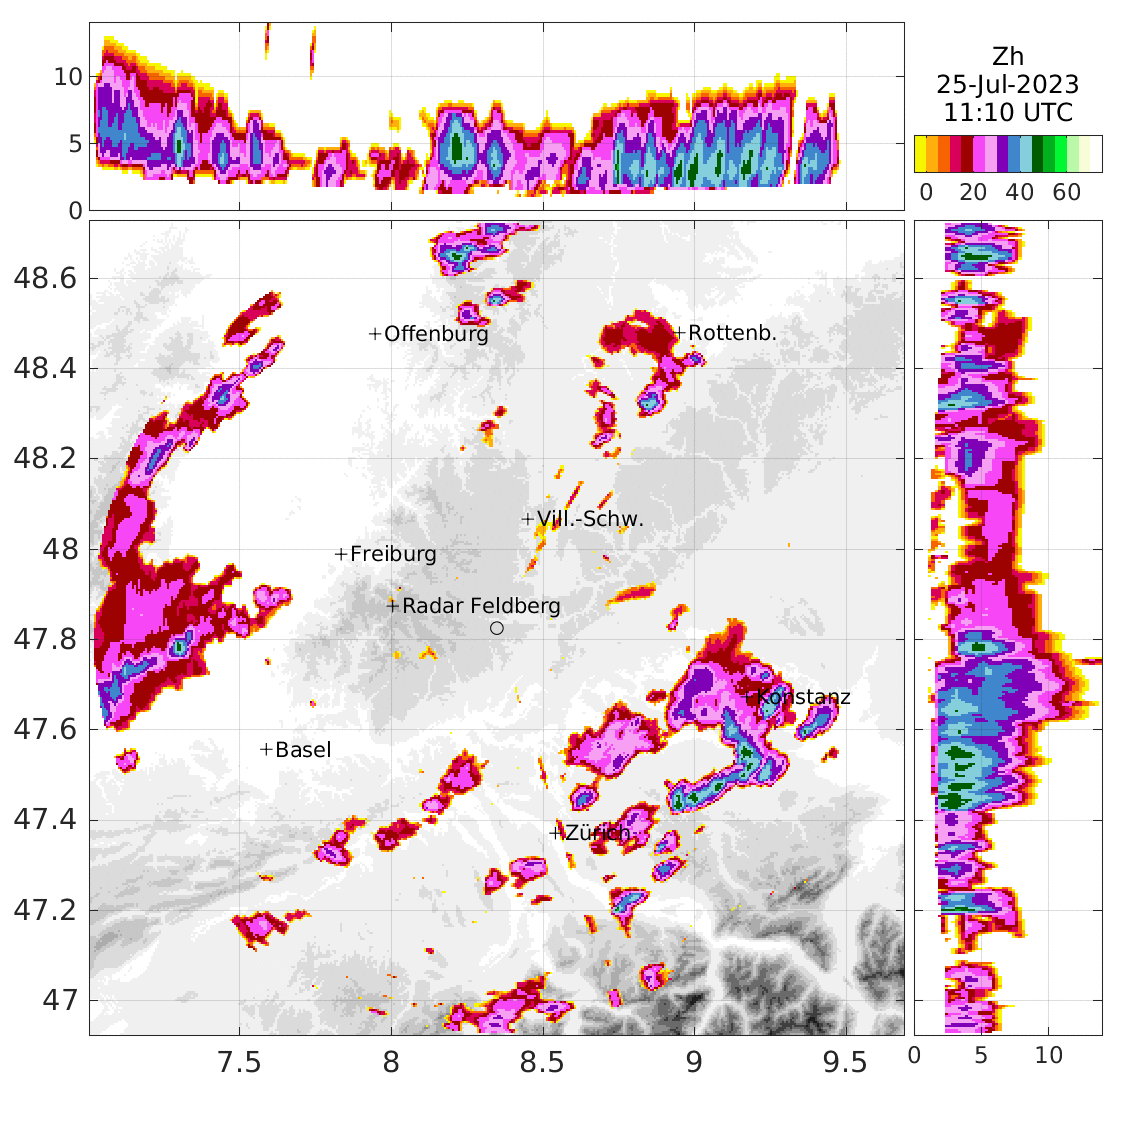 10
5
0
Zh
25-Jul-2023
11:10 UTC
0 20 40 60
48.6
48.4
48.2
48
47.8
47.6
47.4
47.2
47
+Offenburg
+Rottenb.
+Vill.-Schw.
+Freiburg
+Radar Feldberg
+Konstanz
+Basel
+Zürich
7.5 8 8.5 9 9.5
0 5 10